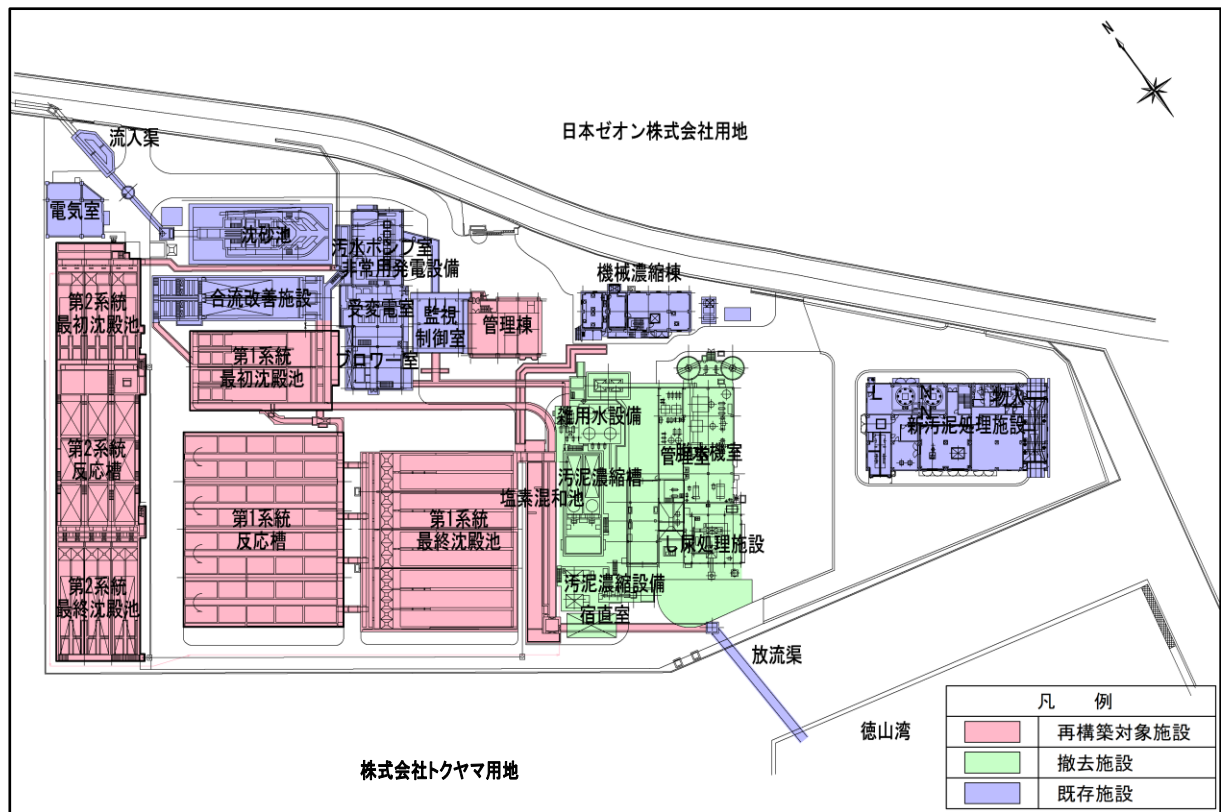 N
日本ゼオン株式会社用地
流入渠
電気室
沈砂池
汚水ポンプ室
非常用発電設備
機械濃縮棟
合流改善施設
受変電室
監視
制御室
管理棟
第2系統
最初沈殿池
第1系統
最初沈殿池
ブロワー室
雑用水設備
物入
新汚泥処理施設
第2系統
反応槽
汚泥濃縮槽
塩素混和池
第1系統
反応槽
第1系統
最終沈殿池
し尿処理施設
第2系統
最終沈殿池
汚泥濃縮設備
宿直室
放流渠
徳山湾
株式会社トクヤマ用地
凡 例
再構築対象施設
撤去施設
既存施設